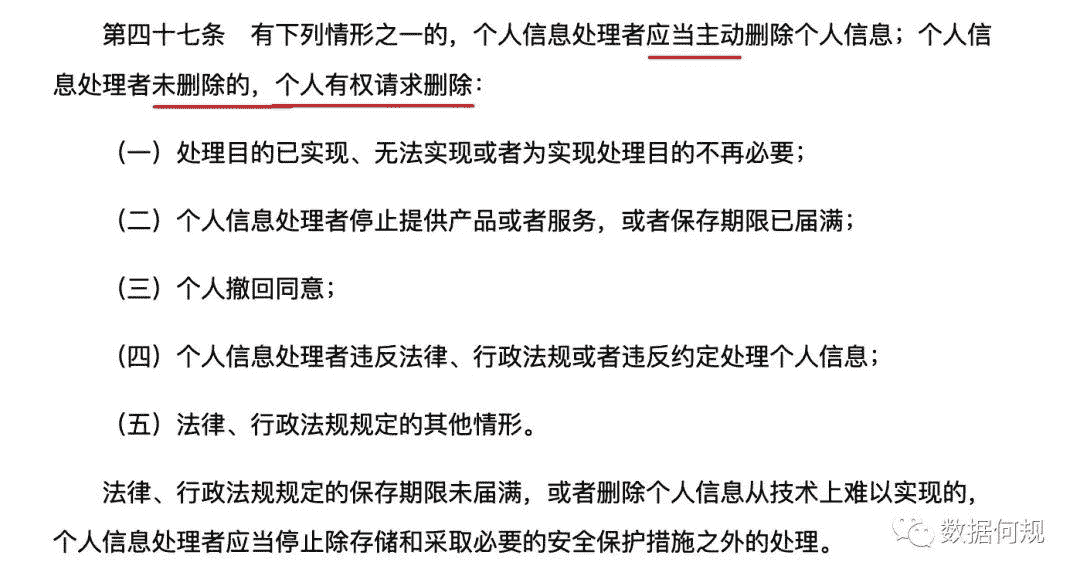 第四十七条　有下列情形之一的，个人信息处理者应当主动删除个人信息；个人信
息处理者未删除的，个人有权请求删除：
（一）处理目的已实现、无法实现或者为实现处理目的不再必要；
（二）个人信息处理者停止提供产品或者服务，或者保存期限已届满；
（三）个人撤回同意；
（四）个人信息处理者违反法律、行政法规或者违反约定处理个人信息；
（五）法律、行政法规规定的其他情形。
法律、行政法规规定的保存期限未届满，或者删除个人信息从技术上难以实现的，
个人信息处理者应当停止除存储和采取必要的安全保护措施之外的处理。
数据何规